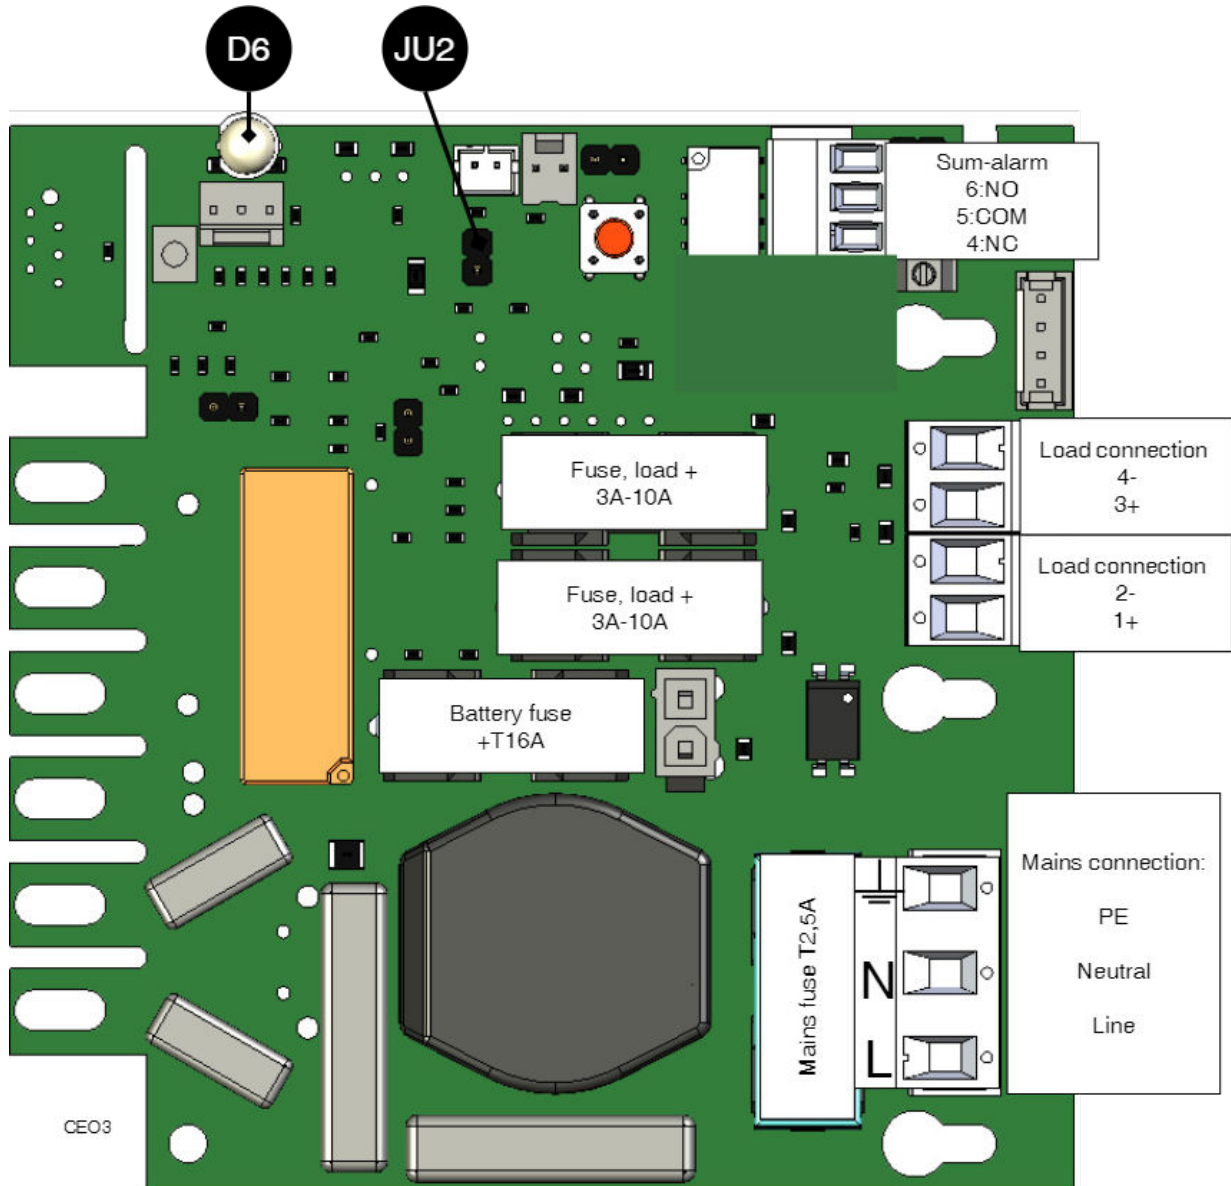 D6
JU2
Sum-alarm
6:NO
5:COM
4:NC
Load connection
4-
3+
Fuse, load +
3A-10A
Load connection
2-
1+
Fuse, load +
3A-10A
Battery fuse
+T16A
Mains fuse T2,5A
N
L
Mains connection:
PE
Neutral
Line
CEO3